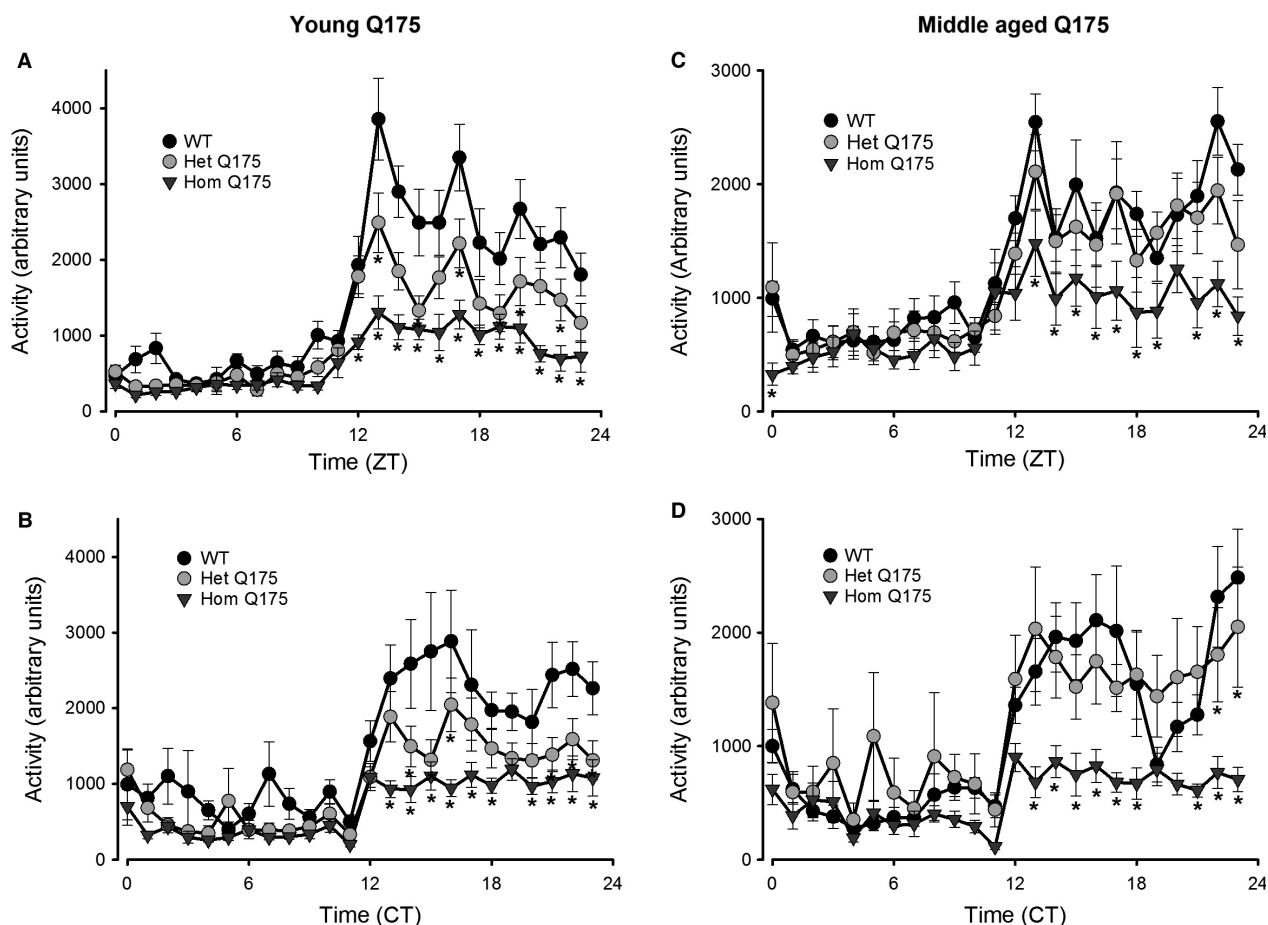 Young Q175
Middle aged Q175
A
Activity (arbitrary units)
4000
3000
2000
1000
0
WT
Het Q175
Hom Q175
* * * * * * * * * * * * * * * *
0 6 12 18 24
Time (ZT)
C
Activity (Arbitrary units)
3000
2000
1000
0
WT
Het Q175
Hom Q175
* * * * * * * * * * *
0 6 12 18 24
Time (ZT)
B
Activity (arbitrary units)
4000
3000
2000
1000
0
WT
Het Q175
Hom Q175
0 6 12 18 24
Time (CT)
D
Activity (arbitrary units)
3000
2000
1000
0
WT
Het Q175
Hom Q175
* * * * * * * * * * *
0 6 12 18 24
Time (CT)